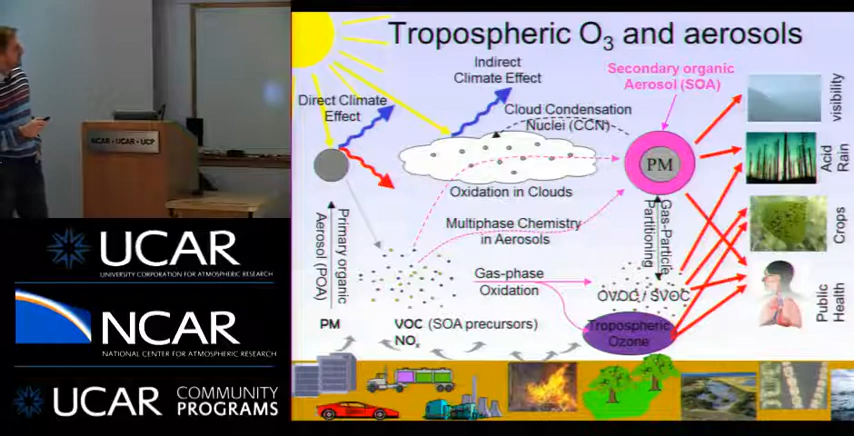 Tropospheric O3 and aerosols
Indirect
Climate Effect
Secondary organic
Aerosol (SOA)
Direct Climate
Effect
Cloud Condensation
Nuclei (CCN)
visibility
PM
Acid
Rain
Oxidation in Clouds
Primary organic
Aerosol (POA)
Multiphase Chemistry
in Aerosols
Gas-Particle
Partitioning
Crops
Gas-phase
Oxidation
OVOC / SVOC
Public
Health
PM
VOC (SOA precursors)
NOx
Tropospheric
Ozone
NCAR • UCAR • UCP
UCAR
UNIVERSITY CORPORATION FOR ATMOSPHERIC RESEARCH
NCAR
NATIONAL CENTER FOR ATMOSPHERIC RESEARCH
UCAR
COMMUNITY
PROGRAMS